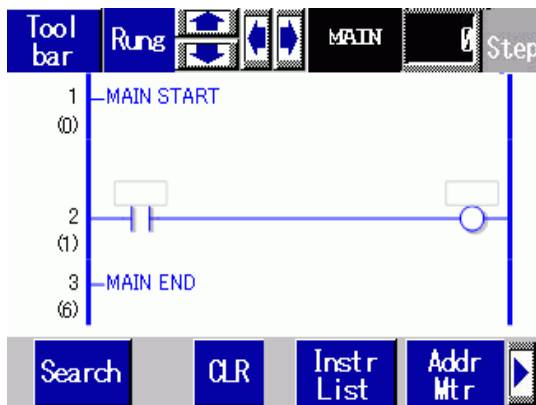 Tool
bar
Rung
MAIN
0
Step
1
MAIN START
(0)
2
(1)
3
MAIN END
(6)
Search
CLR
Instr
List
Addr
Mtr